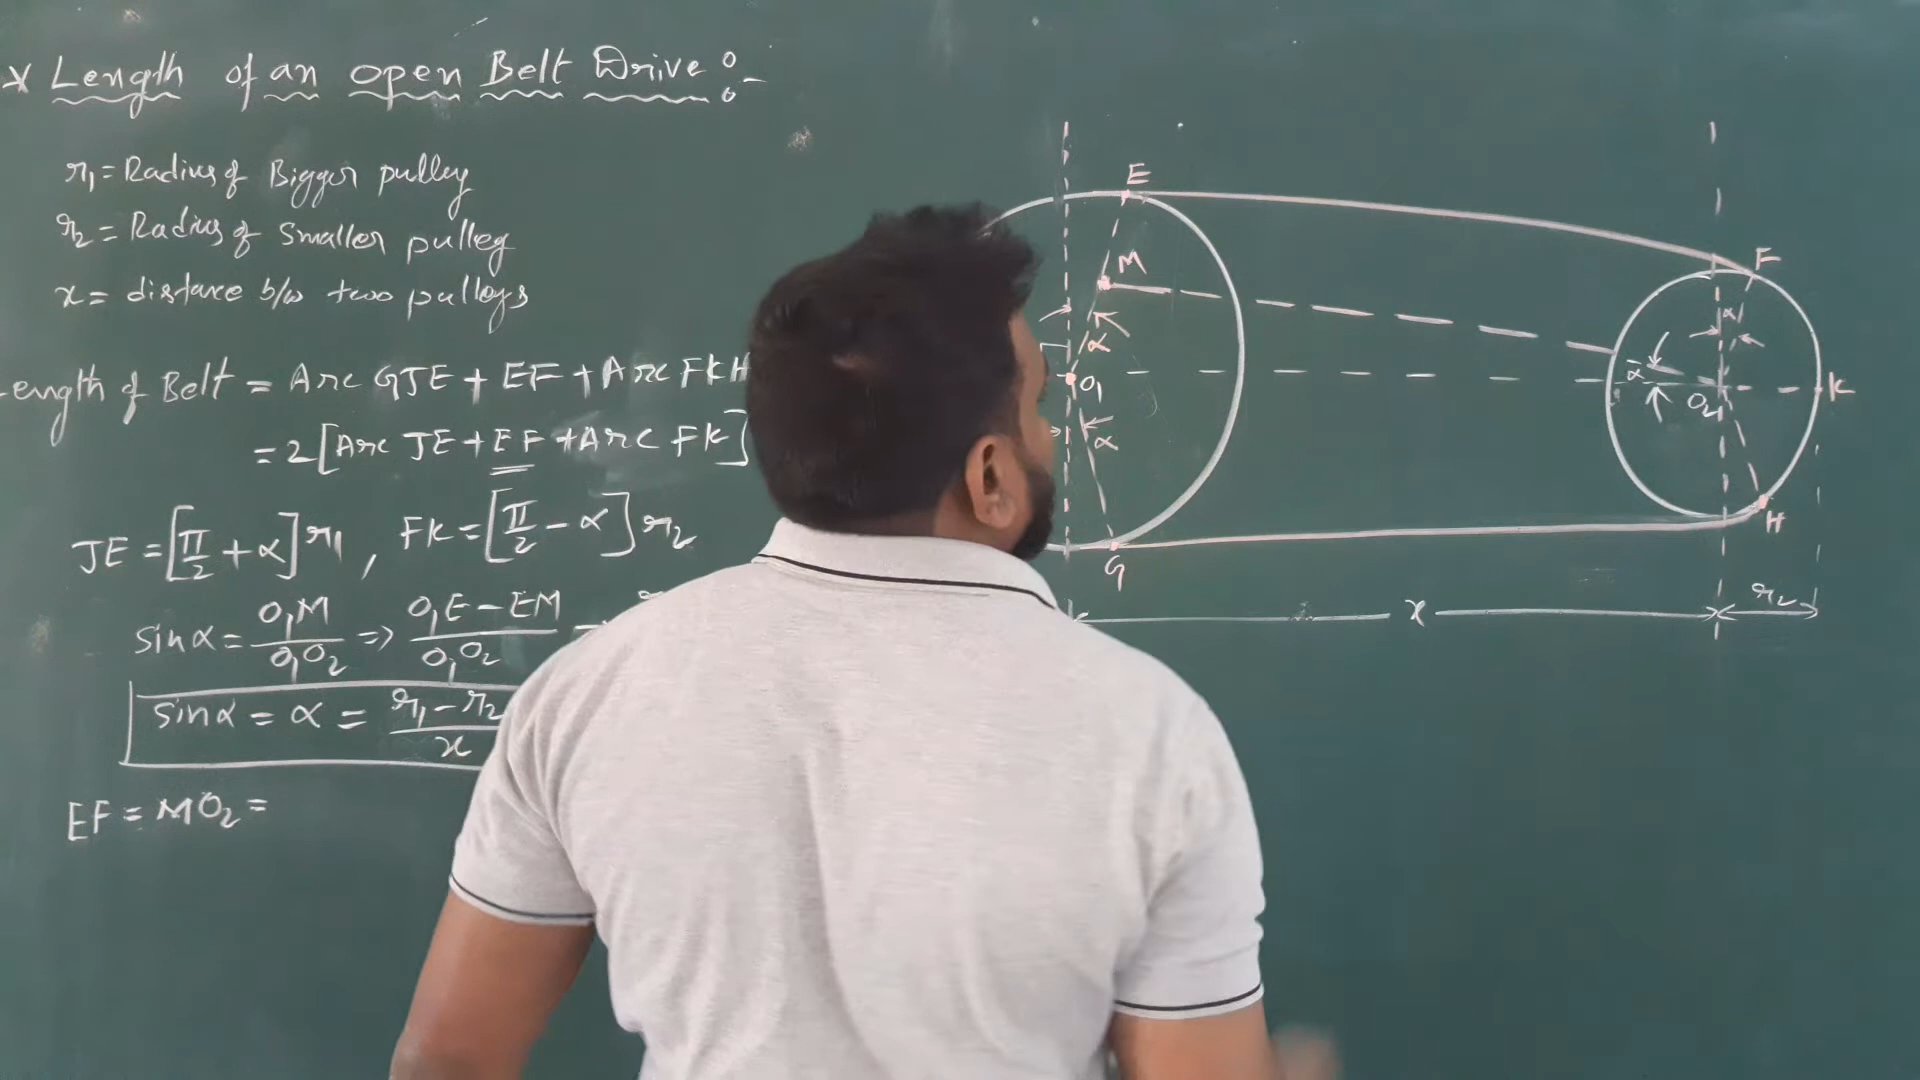 * Length of an open Belt Drive :-
r₁ = Radius of Bigger pulley
r₂ = Radius of Smaller pulley
x = distance b/w two pulleys
Length of Belt = Arc GJE + EF + Arc FKH
= 2 [Arc JE + EF + Arc FK]
JE = [π/2 + α] r₁ , FK = [π/2 - α] r₂
sin α = O₁M / O₁O₂ => O₁E - EM / O₁O₂
sin α = α = r₁ - r₂ / x
EF = MO₂ =
E
M
F
α
α
α
O₁
O₂
K
α
G
H
x
r₂